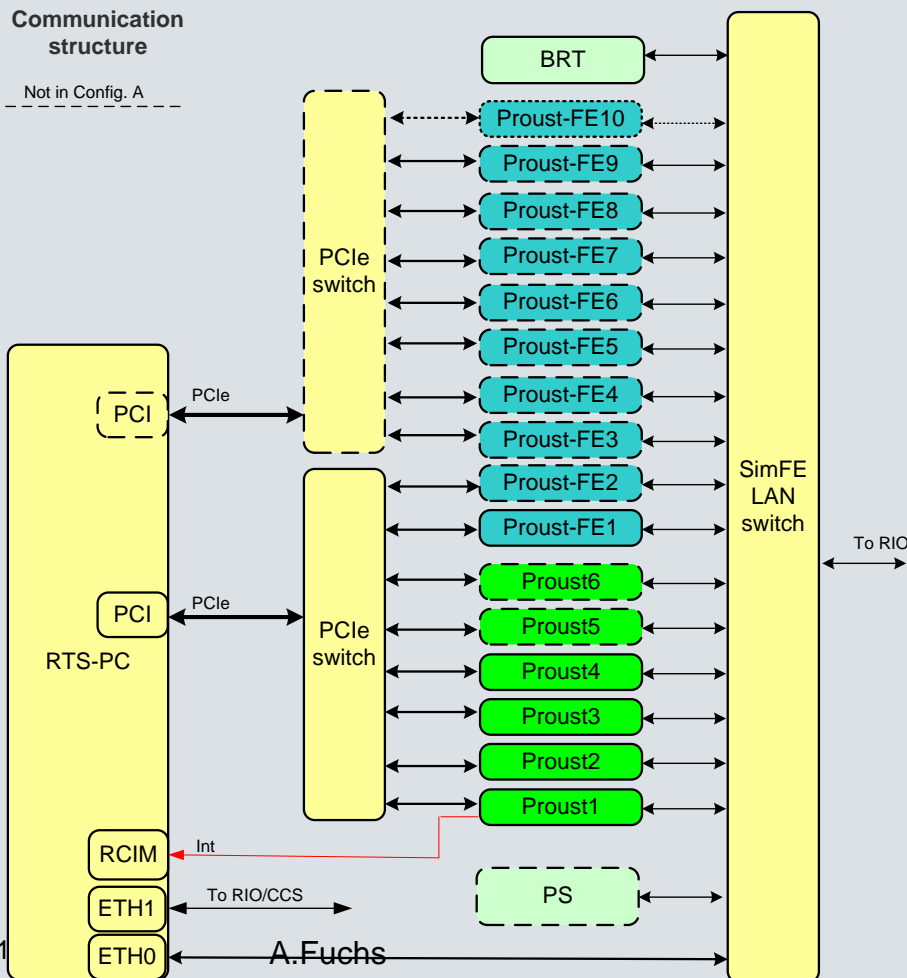 Communication
structure
Not in Config. A
BRT
Proust-FE10
Proust-FE9
Proust-FE8
Proust-FE7
Proust-FE6
Proust-FE5
Proust-FE4
Proust-FE3
Proust-FE2
Proust-FE1
Proust6
Proust5
Proust4
Proust3
Proust2
Proust1
PS
PCIe
switch
PCIe
switch
SimFE
LAN
switch
To RIO
PCI
PCIe
PCI
PCIe
RTS-PC
RCIM
Int
ETH1
To RIO/CCS
ETH0
1
A.Fuchs